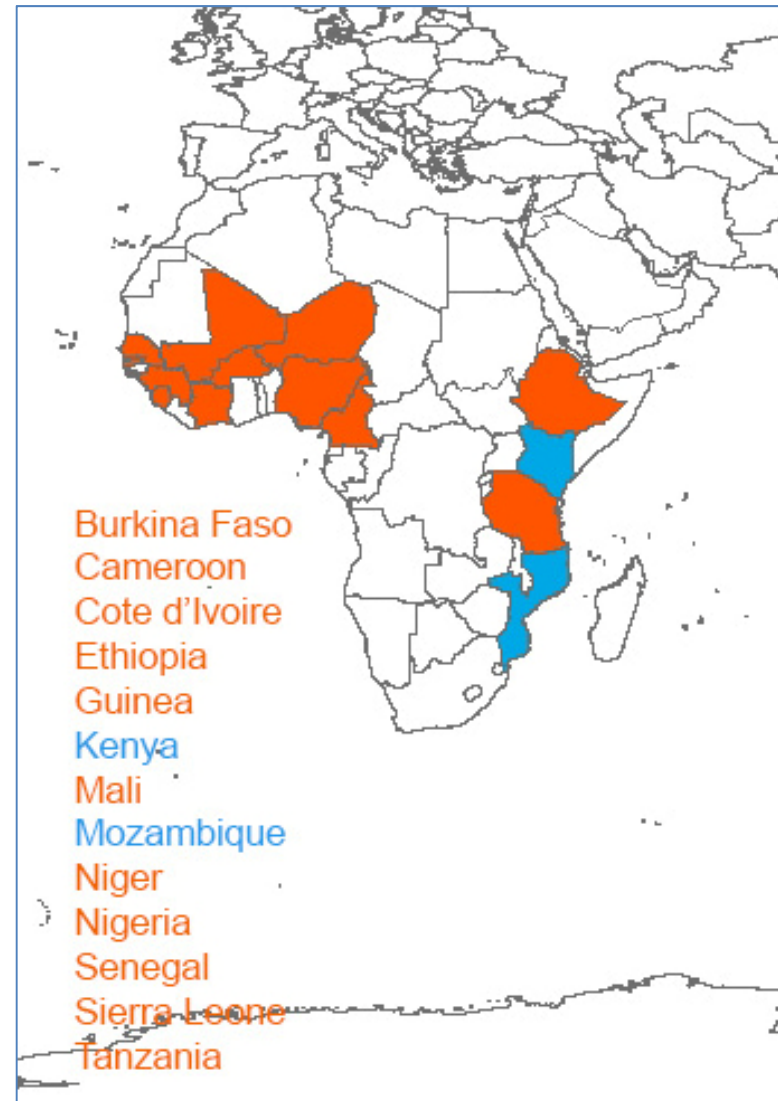 Burkina Faso
Cameroon
Cote d’Ivoire
Ethiopia
Guinea
Kenya
Mali
Mozambique
Niger
Nigeria
Senegal
Sierra Leone
Tanzania